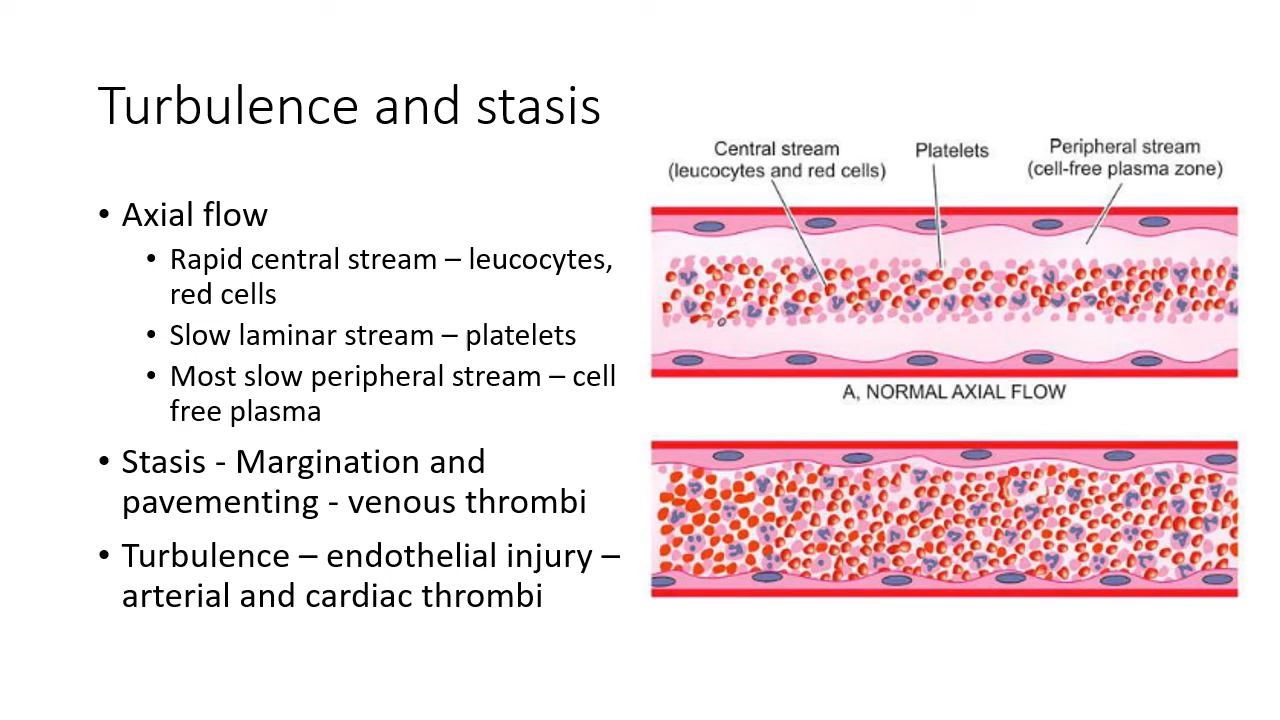 Turbulence and stasis
• Axial flow
• Rapid central stream – leucocytes,
red cells
• Slow laminar stream – platelets
• Most slow peripheral stream – cell
free plasma
• Stasis - Margination and
pavementing - venous thrombi
• Turbulence – endothelial injury –
arterial and cardiac thrombi
Central stream
(leucocytes and red cells)
Platelets
Peripheral stream
(cell-free plasma zone)
A, NORMAL AXIAL FLOW